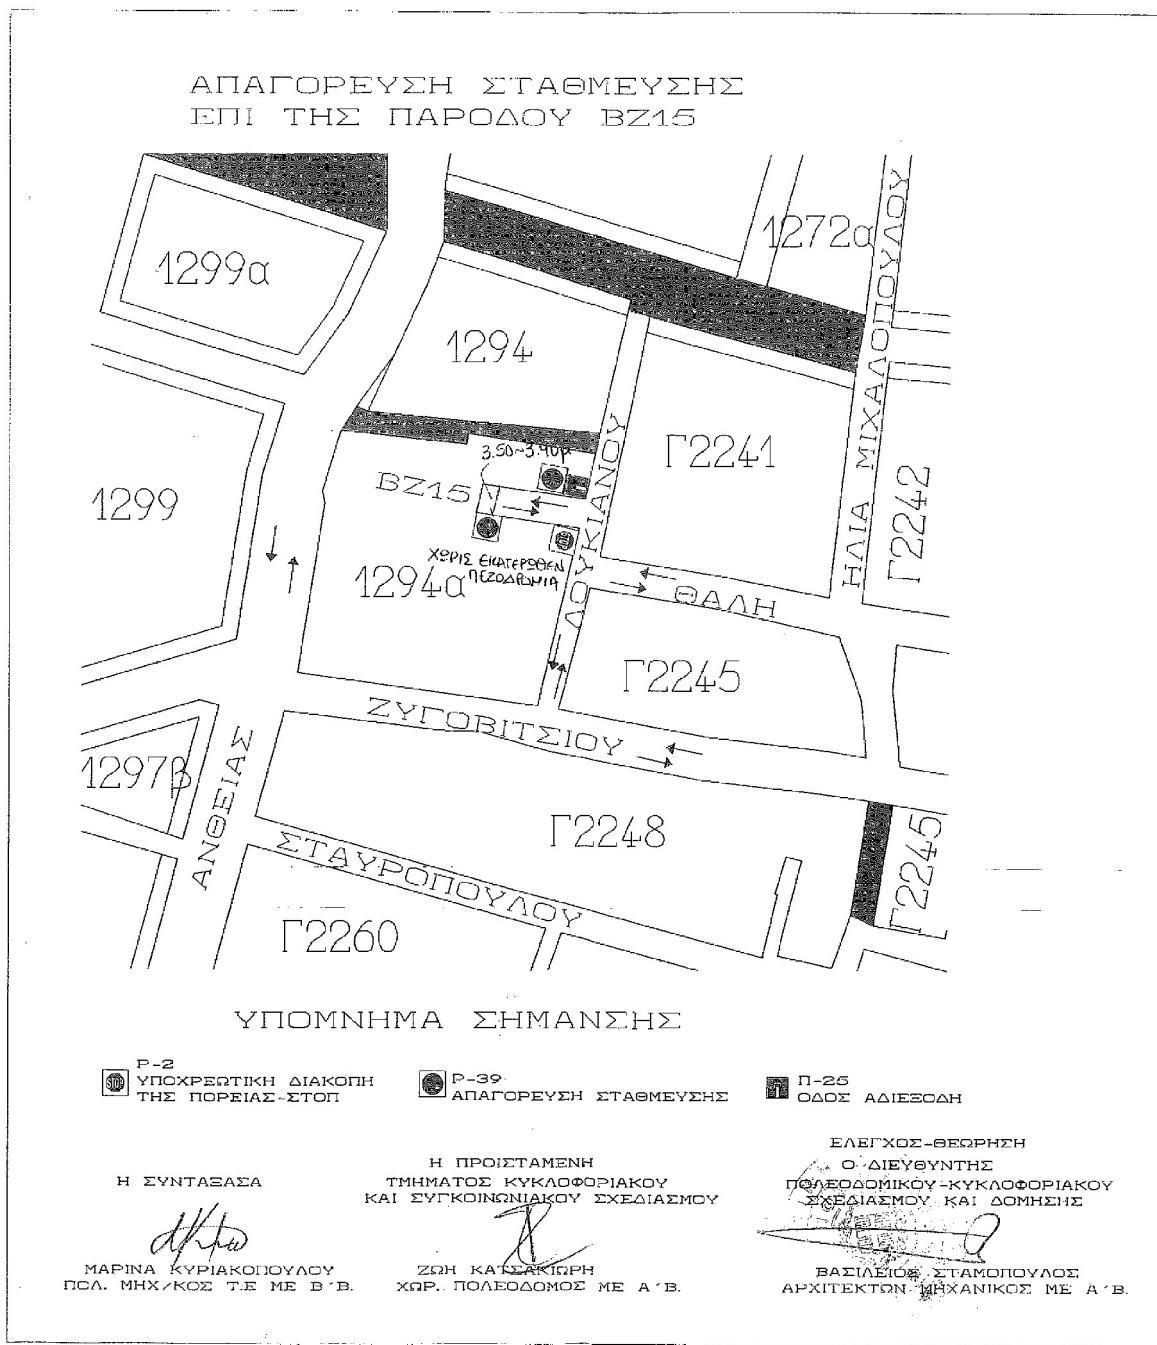 ΑΠΑΓΟΡΕΥΣΗ ΣΤΑΘΜΕΥΣΗΣ
ΕΠΙ ΤΗΣ ΠΑΡΟΔΟΥ ΒΖ15
1272α
1299α
ΗΛΙΑ ΜΙΧΑΛΟΠΟΥΛΟΥ
1294
Γ2241
3.50~3.90μ
ΒΖ15
1299
Γ2242
ΛΟΥΚΙΑΝΟΥ
ΧΩΡΙΣ ΕΚΑΤΕΡΩΘΕΝ
ΠΕΖΟΔΡΟΜΙΑ
1294α
ΘΑΛΗ
Γ2245
ΖΥΓΟΒΙΤΣΙΟΥ
1297β
ΑΝΘΕΙΑΣ
Γ2248
Γ2245
ΣΤΑΥΡΟΠΟΥΛΟΥ
Γ2260
ΥΠΟΜΝΗΜΑ ΣΗΜΑΝΣΗΣ
STOP
Ρ-2
ΥΠΟΧΡΕΩΤΙΚΗ ΔΙΑΚΟΠΗ
ΤΗΣ ΠΟΡΕΙΑΣ-ΣΤΟΠ
Ρ-39
ΑΠΑΓΟΡΕΥΣΗ ΣΤΑΘΜΕΥΣΗΣ
Π-25
ΟΔΟΣ ΑΔΙΕΞΟΔΗ
Η ΣΥΝΤΑΞΑΣΑ
ΜΑΡΙΝΑ ΚΥΡΙΑΚΟΠΟΥΛΟΥ
ΠΟΛ. ΜΗΧ/ΚΟΣ Τ.Ε ΜΕ Β΄Β.
Η ΠΡΟΙΣΤΑΜΕΝΗ
ΤΜΗΜΑΤΟΣ ΚΥΚΛΟΦΟΡΙΑΚΟΥ
ΚΑΙ ΣΥΓΚΟΙΝΩΝΙΑΚΟΥ ΣΧΕΔΙΑΣΜΟΥ
ΖΩΗ ΚΑΤΣΑΚΙΩΡΗ
ΧΩΡ. ΠΟΛΕΟΔΟΜΟΣ ΜΕ Α΄Β.
ΕΛΕΓΧΟΣ-ΘΕΩΡΗΣΗ
Ο ΔΙΕΥΘΥΝΤΗΣ
ΠΟΛΕΟΔΟΜΙΚΟΥ-ΚΥΚΛΟΦΟΡΙΑΚΟΥ
ΣΧΕΔΙΑΣΜΟΥ ΚΑΙ ΔΟΜΗΣΗΣ
ΒΑΣΙΛΕΙΟΣ ΣΤΑΜΟΠΟΥΛΟΣ
ΑΡΧΙΤΕΚΤΩΝ ΜΗΧΑΝΙΚΟΣ ΜΕ Α΄Β.